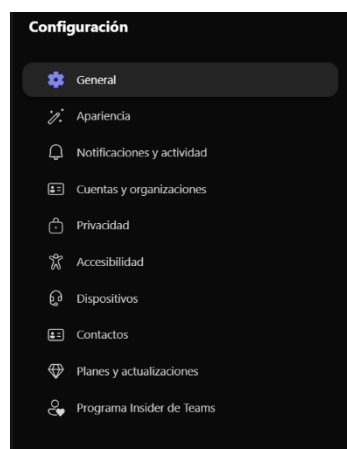 Configuración
General
Apariencia
Notificaciones y actividad
Cuentas y organizaciones
Privacidad
Accesibilidad
Dispositivos
Contactos
Planes y actualizaciones
Programa Insider de Teams